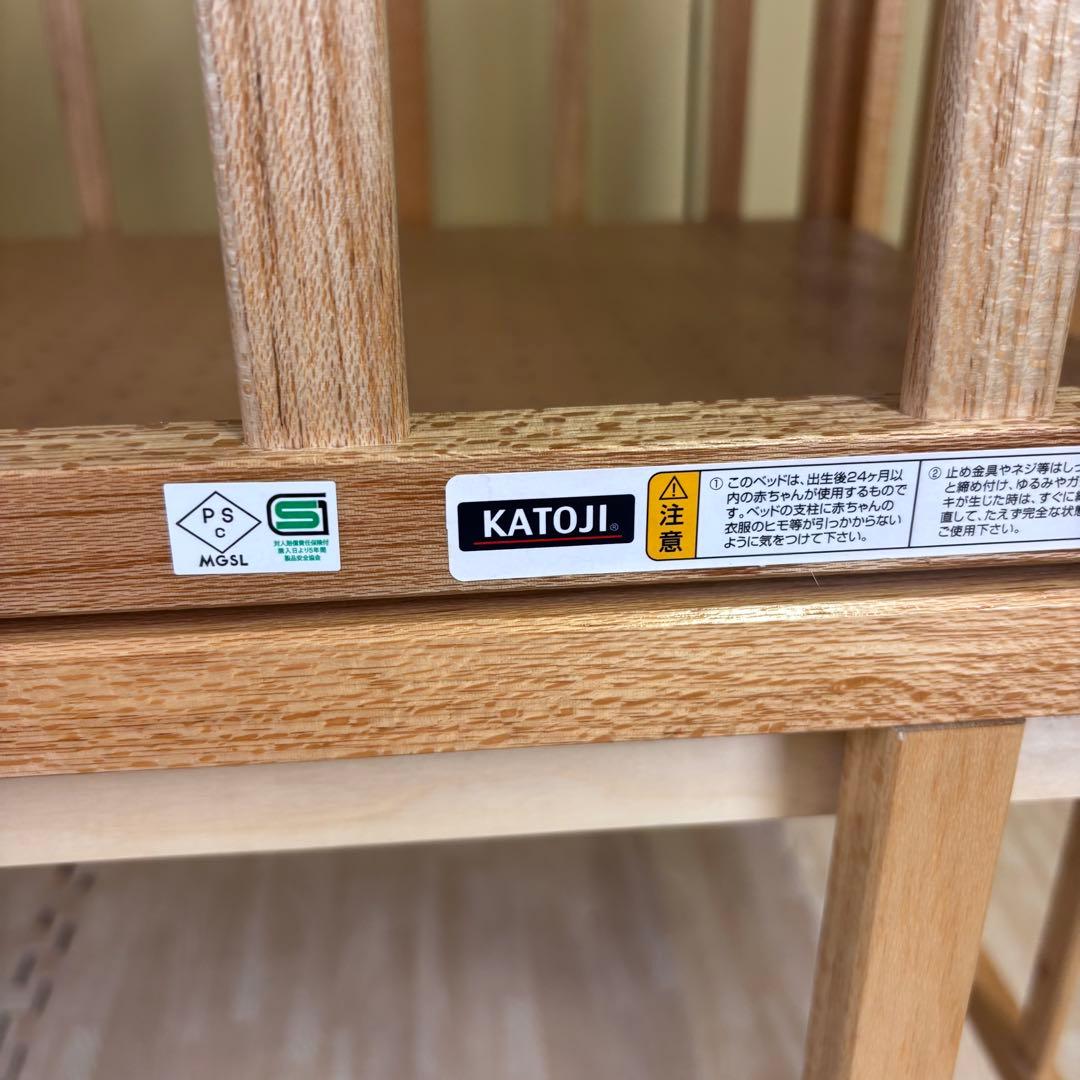 PS
C
MGSL
S1
対人賠償責任保険付
購入日より5年間
製品安全協会
KATOJI®
注意
① このベッドは、出生後24ヶ月以
内の赤ちゃんが使用するもので
す。ベッドの支柱に赤ちゃんの
衣服のヒモ等が引っかからない
ように気をつけて下さい。
② 止め金具やネジ等はしっ
と締め付け、ゆるみやガ
キが生じた時は、すぐに
直して、たえず完全な状態
ご使用下さい。